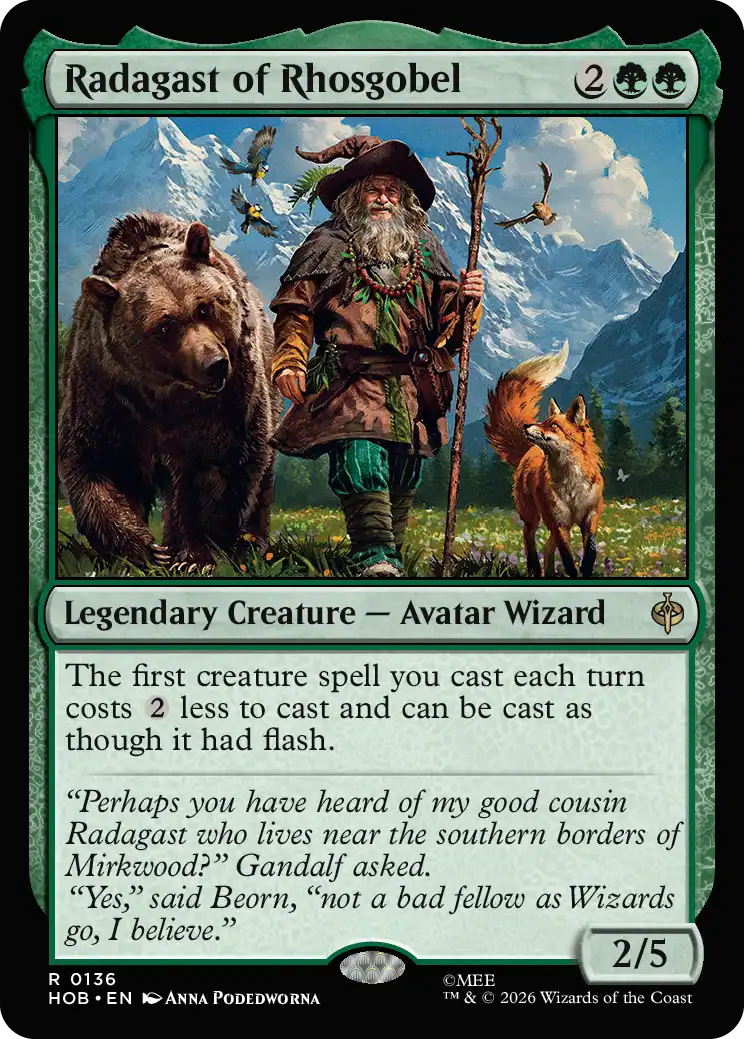 Radagast of Rhosgobel 2
Legendary Creature — Avatar Wizard
The first creature spell you cast each turn
costs 2 less to cast and can be cast as
though it had flash.
“Perhaps you have heard of my good cousin
Radagast who lives near the southern borders of
Mirkwood?” Gandalf asked.
“Yes,” said Beorn, “not a bad fellow as Wizards
go, I believe.”
2/5
R 0136
HOB • EN Anna Podedworna
©MEE
™ & © 2026 Wizards of the Coast